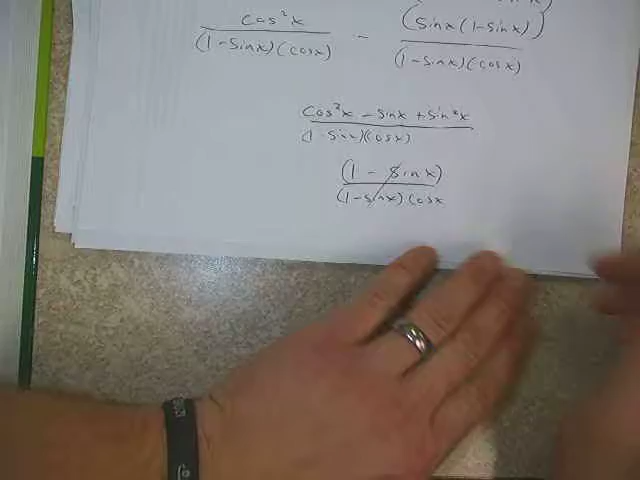 cos²x / (1 - sinx)(cosx) - (sinx(1-sinx)) / (1-sinx)(cosx)
cos²x - sinx + sin²x / (1 - sinx)(cosx)
(1 - sinx) / (1-sinx) cosx